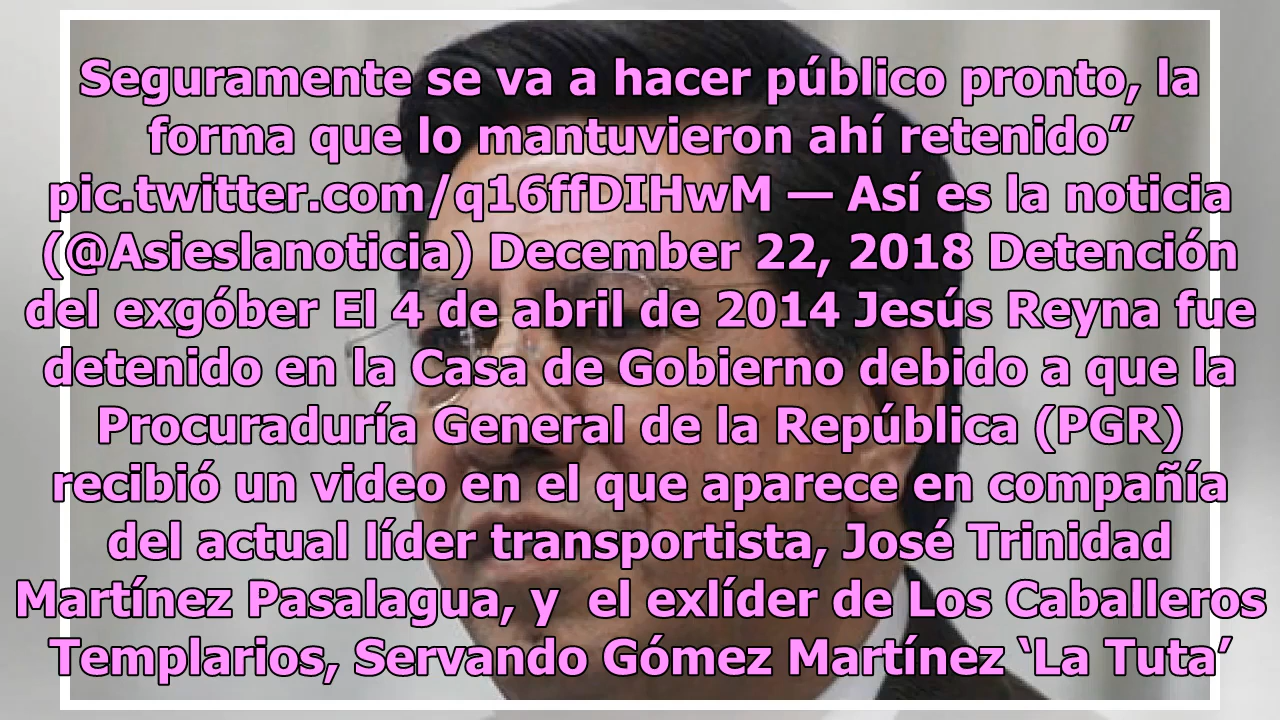 Seguramente se va a hacer público pronto, la
forma que lo mantuvieron ahí retenido”
pic.twitter.com/q16ffDIHwM — Así es la noticia
(@Asieslanoticia) December 22, 2018 Detención
del exgóber El 4 de abril de 2014 Jesús Reyna fue
detenido en la Casa de Gobierno debido a que la
Procuraduría General de la República (PGR)
recibió un video en el que aparece en compañía
del actual líder transportista, José Trinidad
Martínez Pasalagua, y  el exlíder de Los Caballeros
Templarios, Servando Gómez Martínez ‘La Tuta’